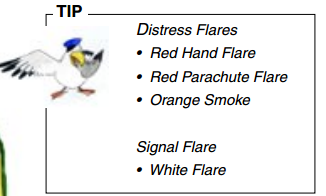 TIP
Distress Flares
• Red Hand Flare
• Red Parachute Flare
• Orange Smoke
Signal Flare
• White Flare